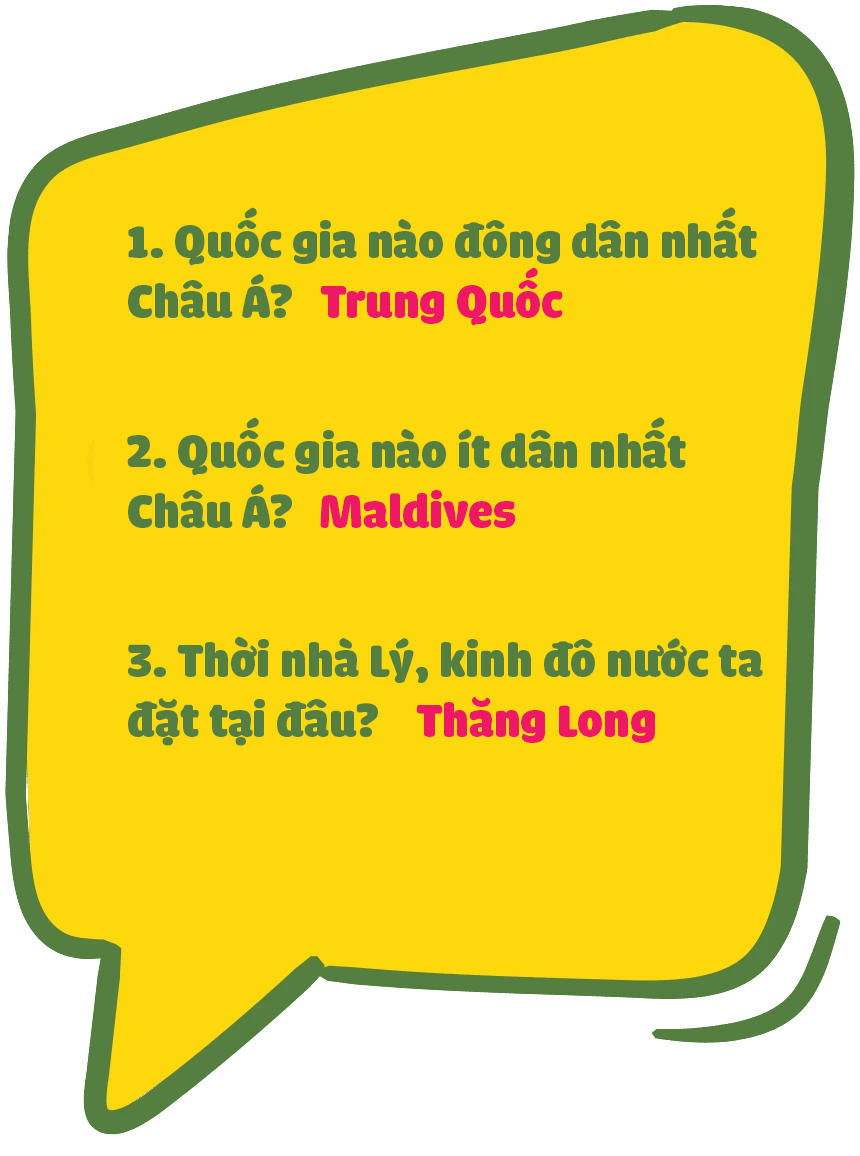 1. Quốc gia nào đông dân nhất
Châu Á? Trung Quốc
2. Quốc gia nào ít dân nhất
Châu Á? Maldives
3. Thời nhà Lý, kinh đô nước ta
đặt tại đâu? Thăng Long